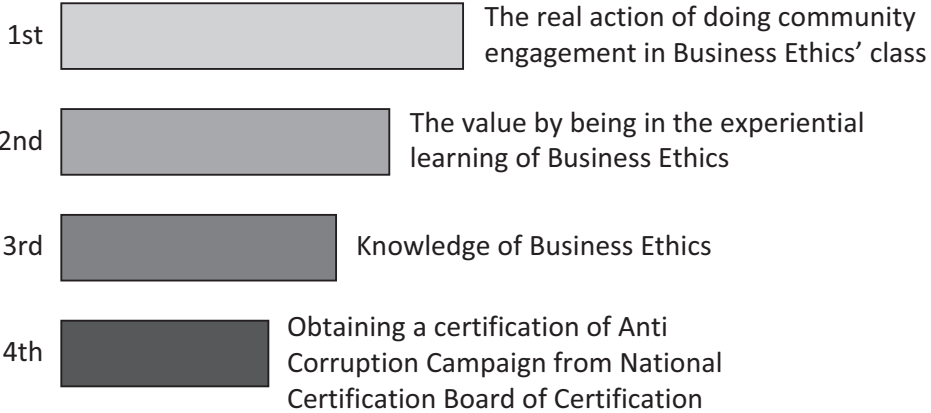 1st
The real action of doing community
engagement in Business Ethics’ class
2nd
The value by being in the experiential
learning of Business Ethics
3rd
Knowledge of Business Ethics
4th
Obtaining a certification of Anti
Corruption Campaign from National
Certification Board of Certification